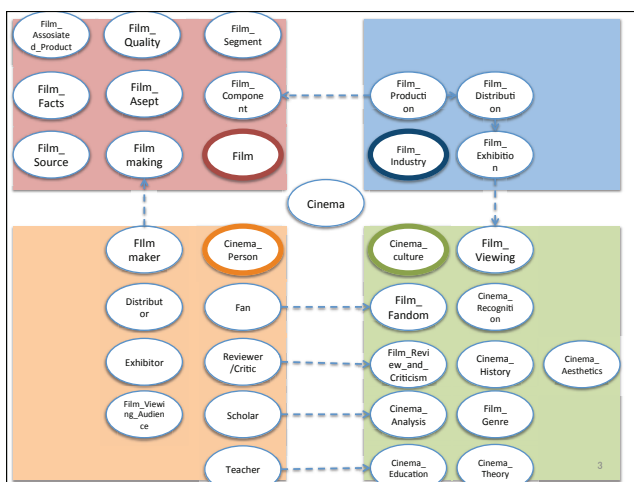 Film_
Assosiate
d_Product
Film_
Quality
Film_
Segment
Film_
Facts
Film_
Asept
Film_
Compone
nt
Film_
Source
Film
making
Film
Film_
Producti
on
Film_
Distributi
on
Film_
Industry
Film_
Exhibitio
n
Cinema
FIlm
maker
Cinema_
Person
Distribut
or
Fan
Exhibitor
Reviewer
/Critic
Film_Viewi
ng_Audie
nce
Scholar
Teacher
Cinema_
culture
Film_
Viewing
Film_
Fandom
Cinema_
Recogniti
on
Film_Revi
ew_and_
Criticism
Cinema_
History
Cinema_
Aesthetics
Cinema_
Analysis
Film_
Genre
Cinema_
Education
Cinema_
Theory
3